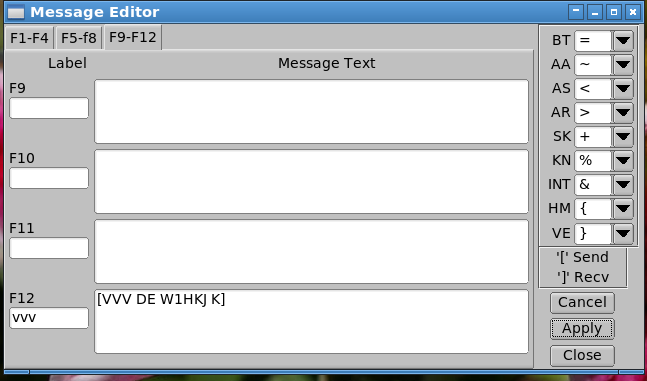 Message Editor
F1-F4 F5-f8 F9-F12
Label Message Text
F9
F10
F11
F12
vvv
[VVV DE W1HKJ K]
BT =
AA ~
AS <
AR >
SK +
KN %
INT &
HM {
VE }
'[' Send
']' Recv
Cancel
Apply
Close